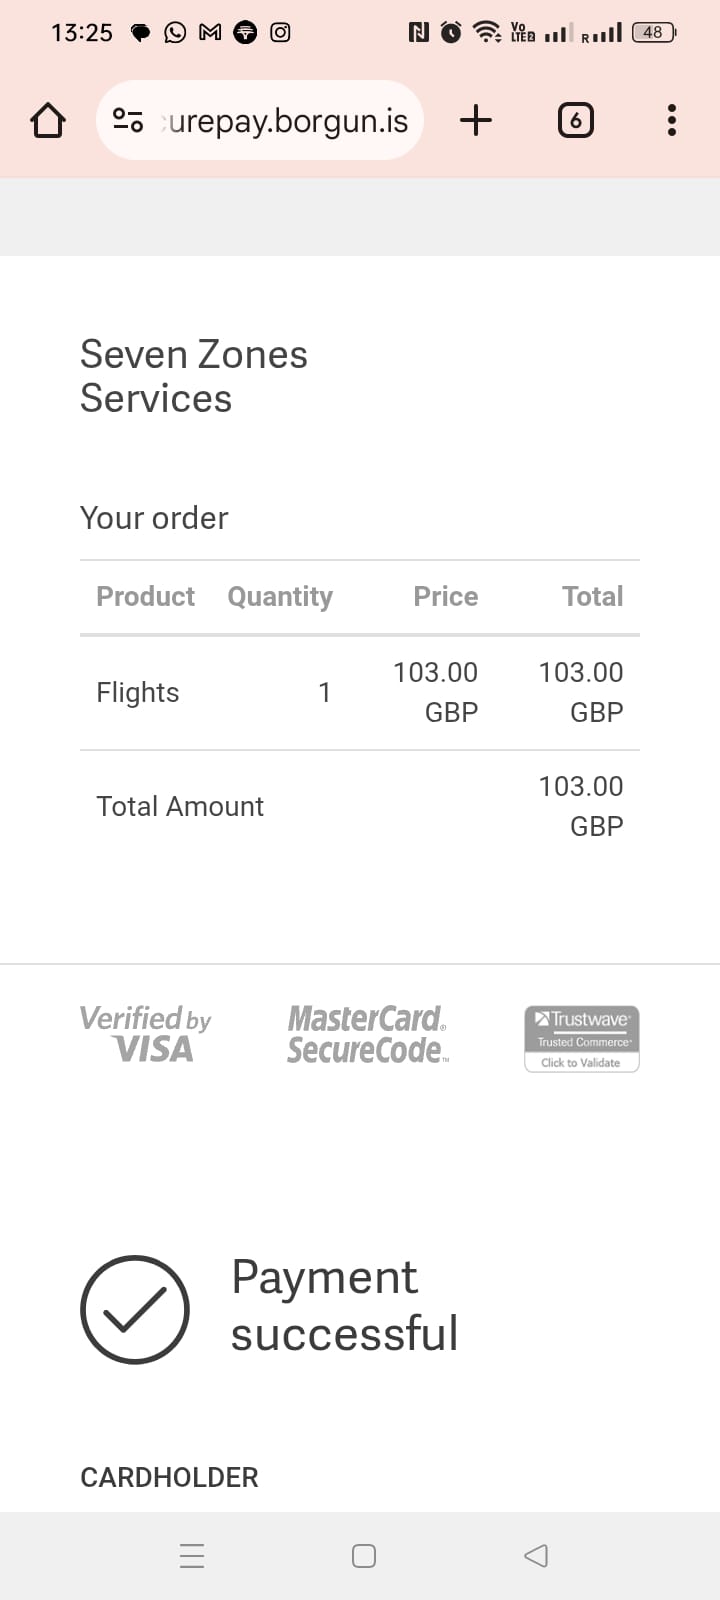 13:25 Vo LTE2 R 48
:urepay.borgun.is 6
Seven Zones
Services
Your order
Product Quantity Price Total
Flights 1 103.00 GBP 103.00 GBP
Total Amount 103.00 GBP
Verified by VISA
MasterCard® SecureCode™
Trustwave®
Trusted Commerce
Click to Validate
Payment
successful
CARDHOLDER